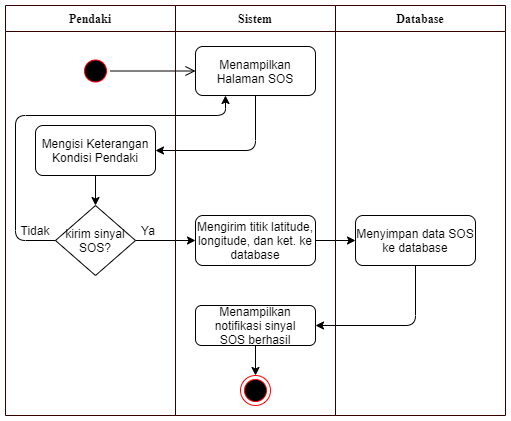 Pendaki
Sistem
Database
Menampilkan
Halaman SOS
Mengisi Keterangan
Kondisi Pendaki
Tidak
kirim sinyal
SOS?
Ya
Mengirim titik latitude,
longitude, dan ket. ke
database
Menyimpan data SOS
ke database
Menampilkan
notifikasi sinyal
SOS berhasil